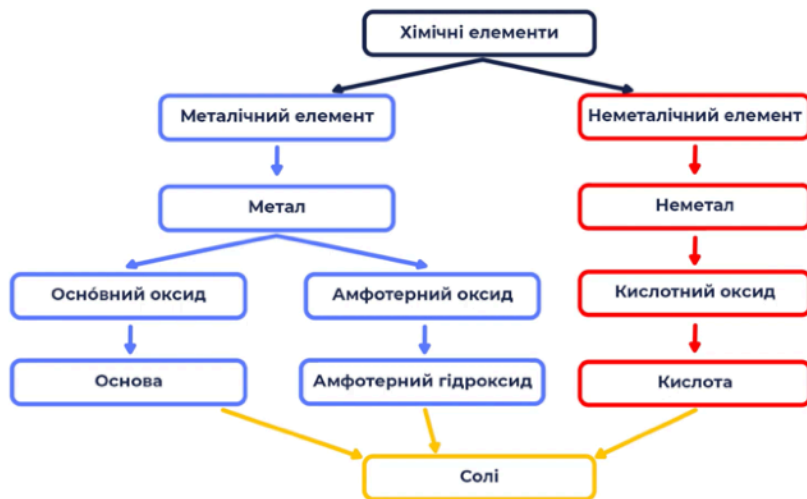 Хімічні елементи
Металічний елемент
Неметалічний елемент
Метал
Неметал
Осно́вний оксид
Амфотерний оксид
Кислотний оксид
Основа
Амфотерний гідроксид
Кислота
Солі